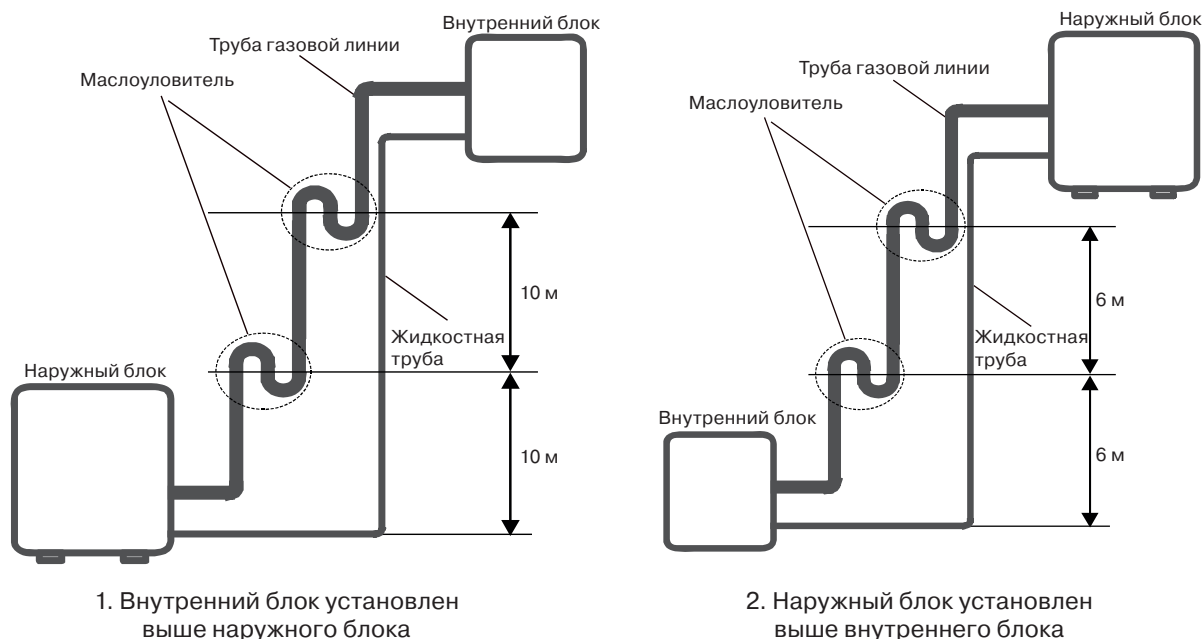 Внутренний блок
Труба газовой линии
Маслоуловитель
10 м
Жидкостная
труба
Наружный блок
10 м
1. Внутренний блок установлен
выше наружного блока
Наружный блок
Труба газовой линии
Маслоуловитель
6 м
Жидкостная
труба
Внутренний блок
6 м
2. Наружный блок установлен
выше внутреннего блока